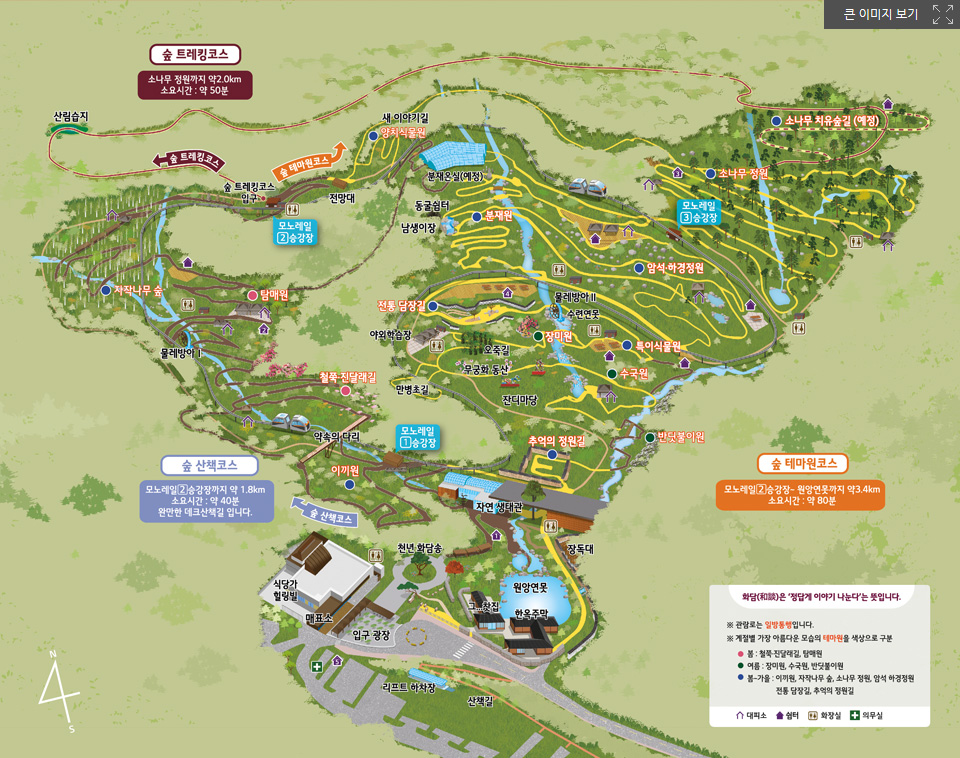 큰 이미지 보기
숲 트레킹코스
소나무 정원까지 약2.0km
소요시간 : 약 50분
산림습지
새 이야기길
양치식물원
소나무 치유숲길 (예정)
숲 트레킹코스
숲 테마원코스
분재온실(예정)
3
소나무 정원
숲 트레킹코스
입구
전망대
동굴쉼터
분재원
모노레일
3승강장
남생이장
모노레일
2승강장
암석·하경정원
자작나무 숲
탐매원
4
물레방아Ⅱ
전통 담장길
수련연못
2
야외학습장
장미원
물레방아Ⅰ
오죽길
특이식물원
무궁화 동산
수국원
철쭉·진달래길
만병초길
잔디마당
약속의 다리
모노레일
1승강장
추억의 정원길
반딧불이원
숲 산책코스
모노레일2승강장까지 약 1.8km
소요시간 : 약 40분
완만한 데크산책길 입니다.
이끼원
숲 테마원코스
모노레일2승강장~ 원앙연못까지 약3.4km
소요시간 : 약 80분
숲 산책코스
자연 생태관
1
천년 화담송
장독대
식당가
힐링빌
원앙연못
한옥주막
매표소
입구 광장
5
리프트 하차장
산책길
N
S
화담(和談)은 ‘정답게 이야기 나눈다’는 뜻입니다.
※ 관람로는 일방통행입니다.
※ 계절별 가장 아름다운 모습의 테마원을 색상으로 구분
봄 : 철쭉·진달래길, 탐매원
여름 : 장미원, 수국원, 반딧불이원
봄~가을 : 이끼원, 자작나무 숲, 소나무 정원, 암석 하경정원
전통 담장길, 추억의 정원길
대피소
쉼터
화장실
의무실